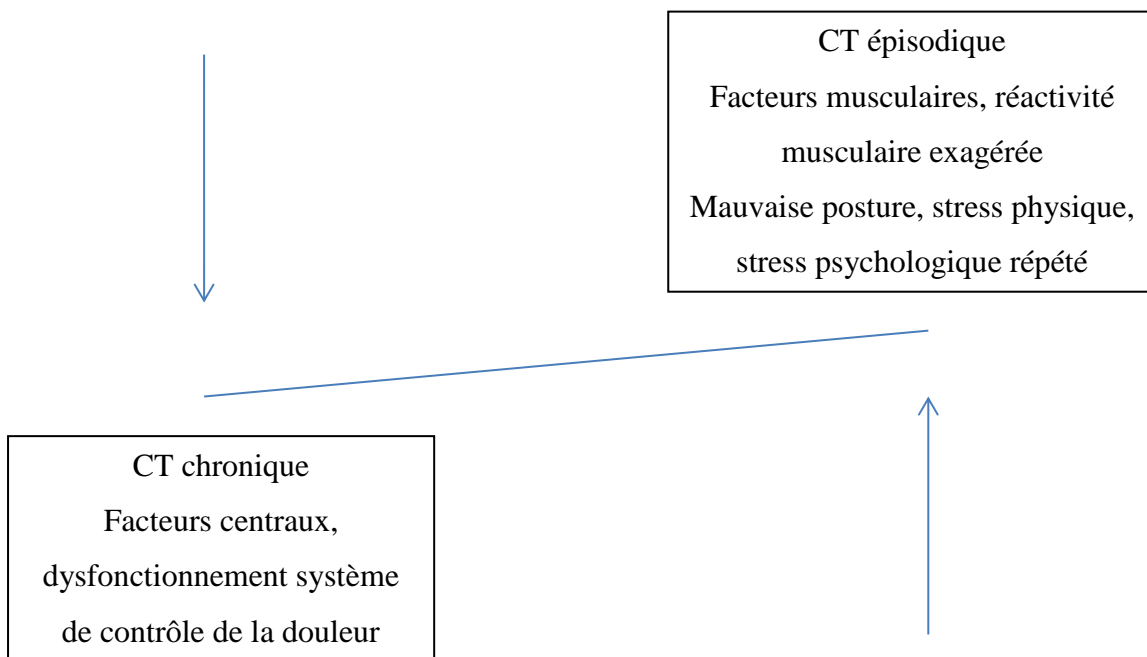 CT épisodique
Facteurs musculaires, réactivité
musculaire exagérée
Mauvaise posture, stress physique,
stress psychologique répété
CT chronique
Facteurs centraux,
dysfonctionnement système
de contrôle de la douleur